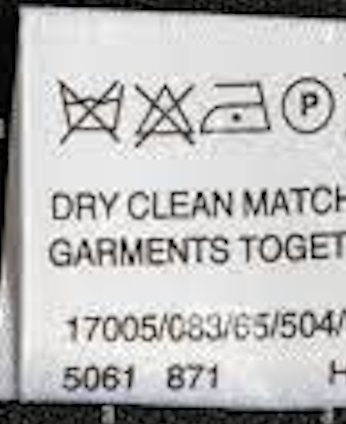 P
DRY CLEAN MATCH
GARMENTS TOGET
17005/083/65/504/
5061 871 H